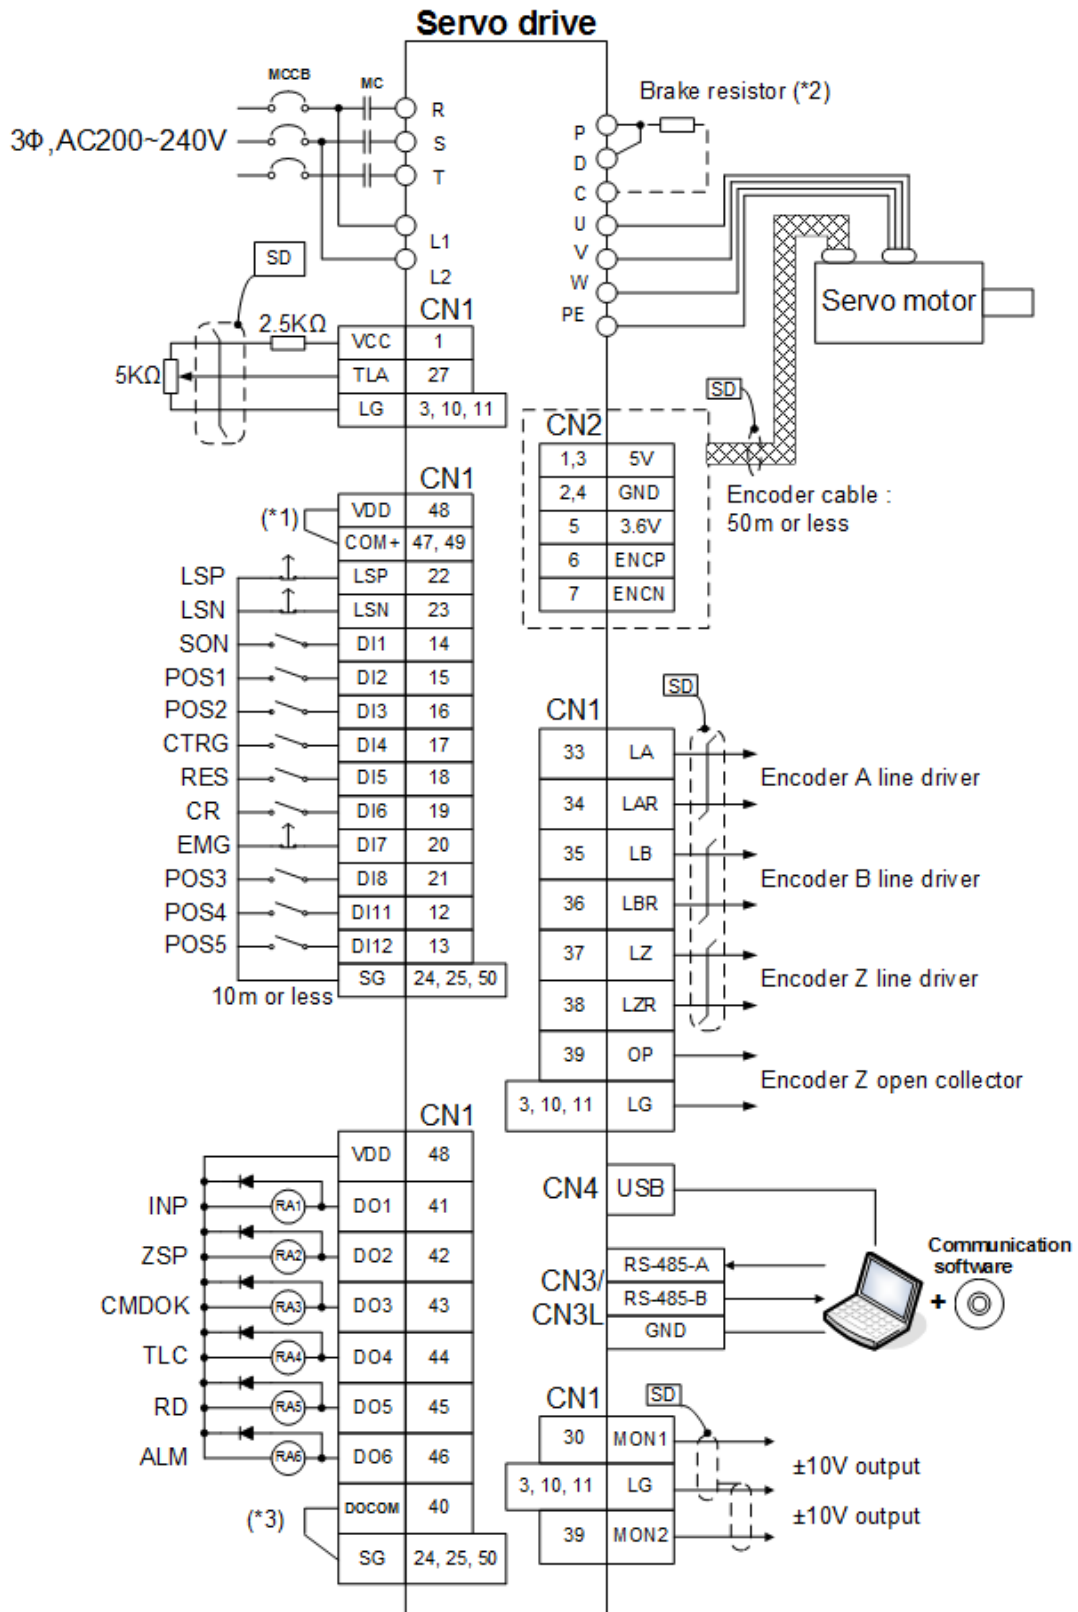 Servo drive
MCCB
MC
3Φ,AC200~240V
R
S
T
L1
L2
Brake resistor (*2)
P
D
C
U
V
W
PE
Servo motor
SD
2.5KΩ
5KΩ
CN1
VCC 1
TLA 27
LG 3, 10, 11
SD
Encoder cable :
50m or less
CN2
1,3 5V
2,4 GND
5 3.6V
6 ENCP
7 ENCN
CN1
(*1)
VDD 48
COM+ 47, 49
LSP LSP 22
LSN LSN 23
SON DI1 14
POS1 DI2 15
POS2 DI3 16
CTRG DI4 17
RES DI5 18
CR DI6 19
EMG DI7 20
POS3 DI8 21
POS4 DI11 12
POS5 DI12 13
SG 24, 25, 50
10m or less
SD
CN1
33 LA
34 LAR
Encoder A line driver
35 LB
36 LBR
Encoder B line driver
37 LZ
38 LZR
Encoder Z line driver
39 OP
3, 10, 11 LG
Encoder Z open collector
CN1
VDD 48
INP RA1 DO1 41
ZSP RA2 DO2 42
CMDOK RA3 DO3 43
TLC RA4 DO4 44
RD RA5 DO5 45
ALM RA6 DO6 46
(*3)
DOCOM 40
SG 24, 25, 50
CN4 USB
CN3/
CN3L
RS-485-A
RS-485-B
GND
Communication
software
+
SD
CN1
30 MON1
3, 10, 11 LG
39 MON2
±10V output
±10V output